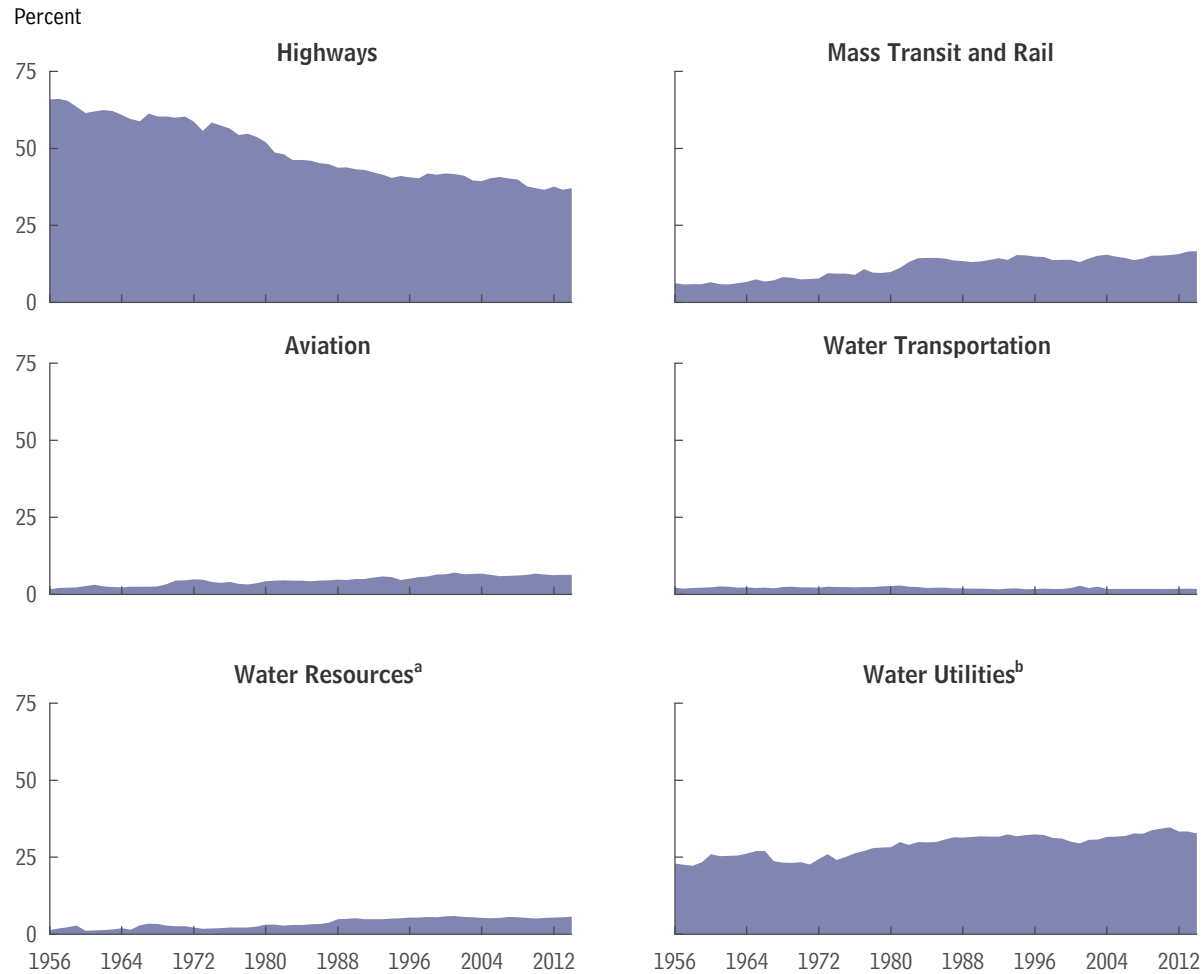 Percent
Highways
Mass Transit and Rail
75
50
25
0
Aviation
Water Transportation
75
50
25
0
Water Resourcesa
Water Utilitiesb
75
50
25
0
1956 1964 1972 1980 1988 1996 2004 2012
1956 1964 1972 1980 1988 1996 2004 2012